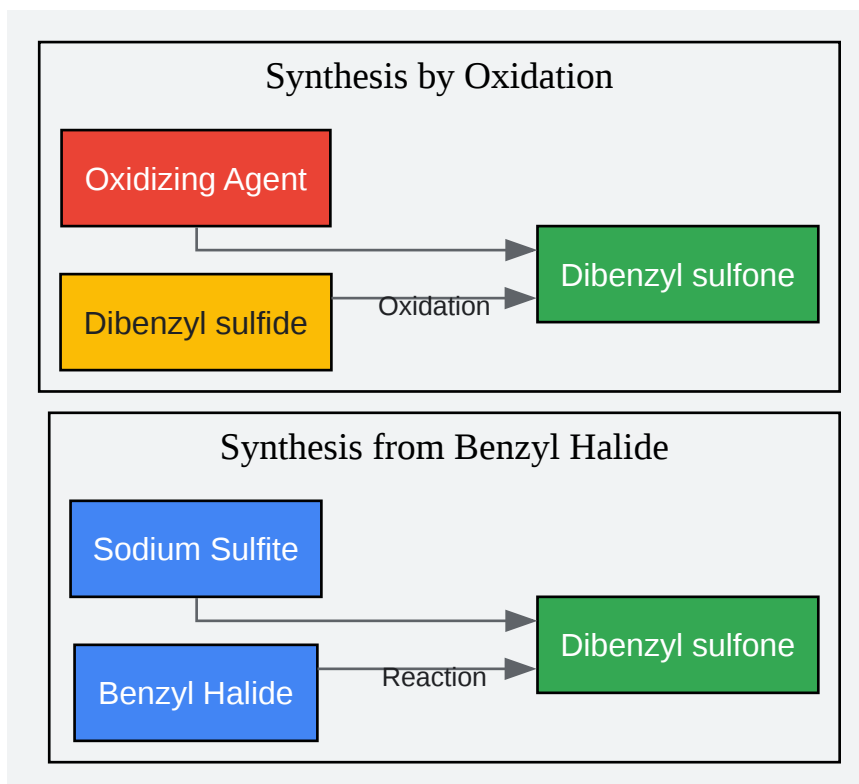 Synthesis by Oxidation
Oxidizing Agent
Dibenzyl sulfone
Dibenzyl sulfide
Oxidation
Synthesis from Benzyl Halide
Sodium Sulfite
Dibenzyl sulfone
Benzyl Halide
Reaction